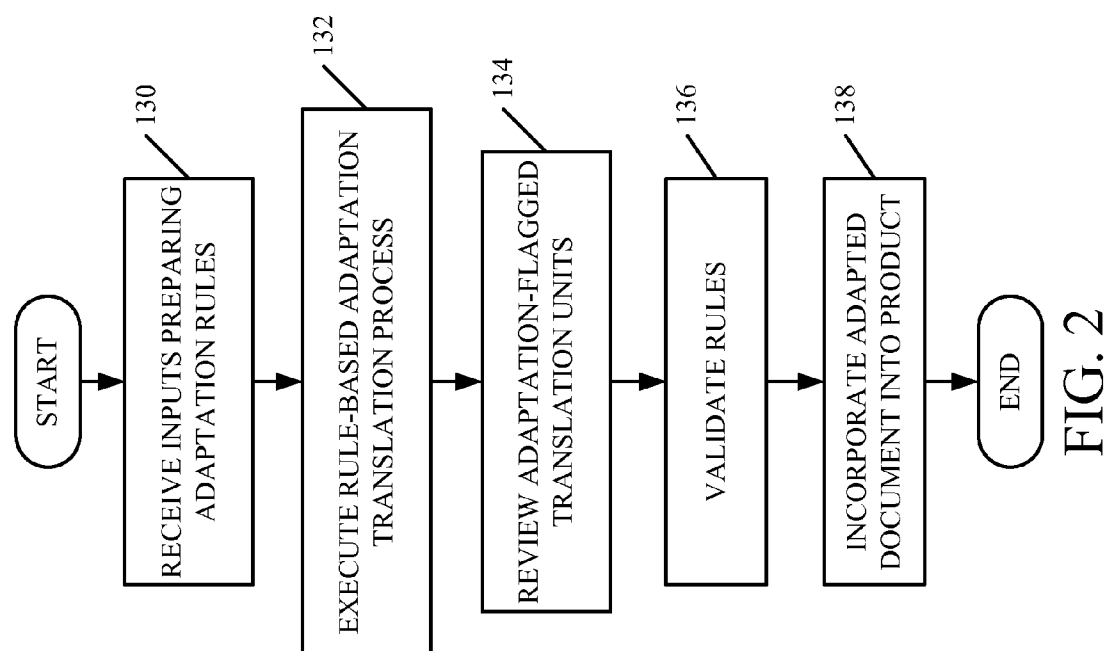 START
130
RECEIVE INPUTS PREPARING
ADAPTATION RULES
132
EXECUTE RULE-BASED ADAPTATION
TRANSLATION PROCESS
134
REVIEW ADAPTATION-FLAGGED
TRANSLATION UNITS
136
VALIDATE RULES
138
INCORPORATE ADAPTED
DOCUMENT INTO PRODUCT
END
FIG. 2